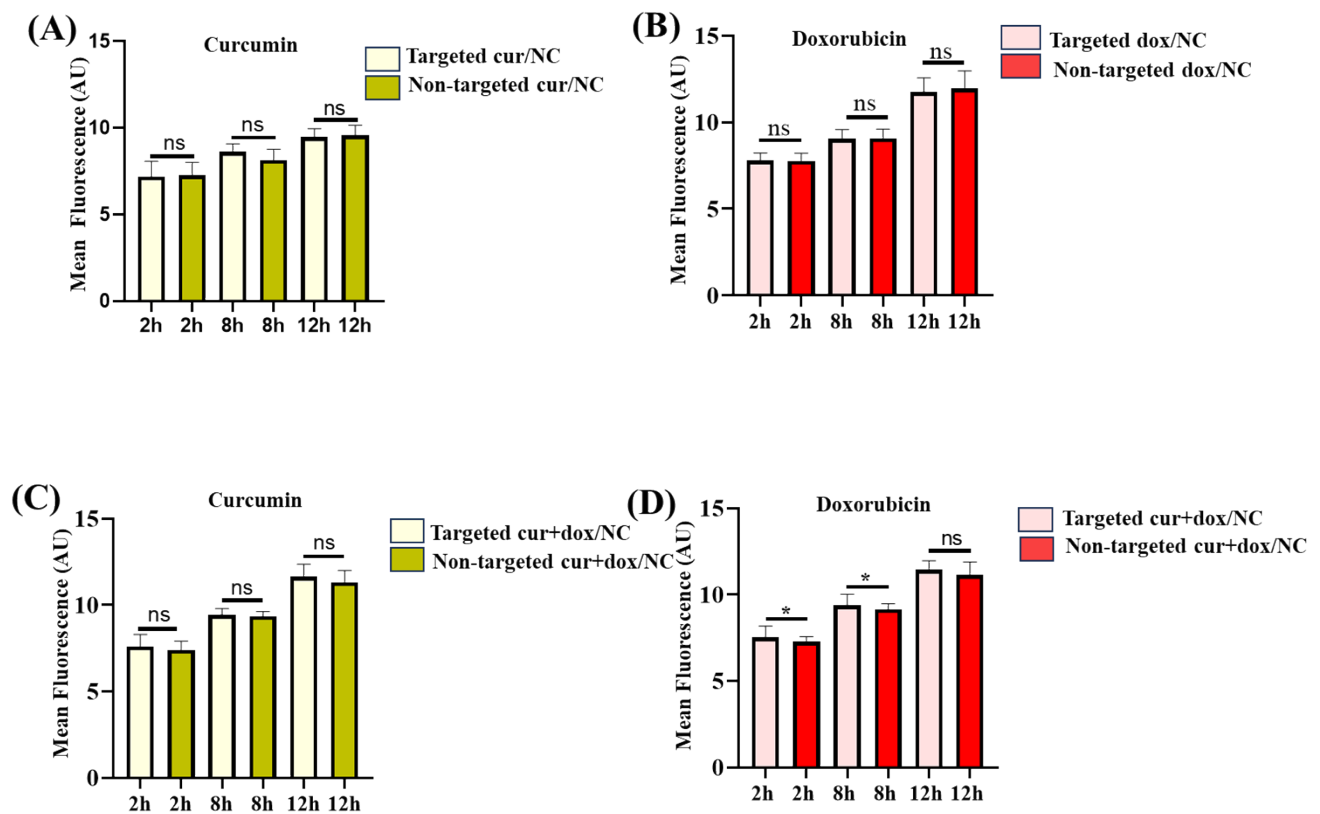 (A)
Curcumin
Targeted cur/NC
Non-targeted cur/NC
Mean Fluorescence (AU)
15
10
5
0
ns
ns
ns
2h 2h 8h 8h 12h 12h
(B)
Doxorubicin
Targeted dox/NC
Non-targeted dox/NC
Mean Fluorescence (AU)
15
10
5
0
ns
ns
ns
2h 2h 8h 8h 12h 12h
(C)
Curcumin
Targeted cur+dox/NC
Non-targeted cur+dox/NC
Mean Fluorescence (AU)
15
10
5
0
ns
ns
ns
2h 2h 8h 8h 12h 12h
(D)
Doxorubicin
Targeted cur+dox/NC
Non-targeted cur+dox/NC
Mean Fluorescence (AU)
15
10
5
0
*
*
ns
2h 2h 8h 8h 12h 12h